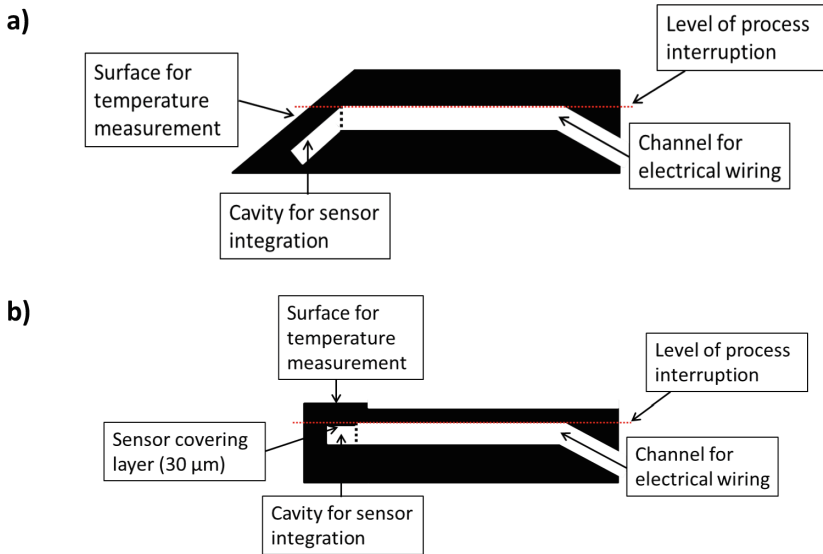 a)
Surface for
temperature
measurement
Level of process
interruption
Channel for
electrical wiring
Cavity for sensor
integration
b)
Surface for
temperature
measurement
Level of process
interruption
Sensor covering
layer (30 µm)
Channel for
electrical wiring
Cavity for sensor
integration